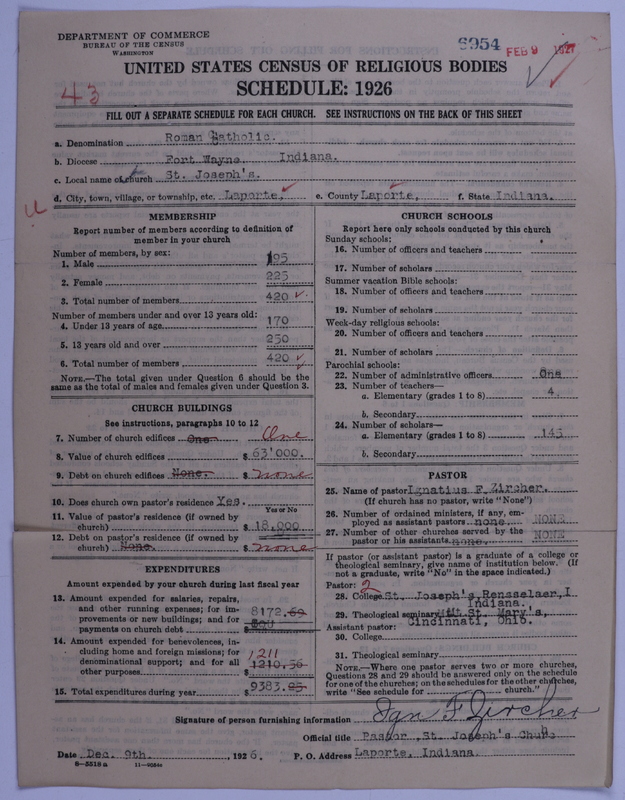 DEPARTMENT OF COMMERCE
BUREAU OF THE CENSUS
WASHINGTON
6954 FEB 9 1927
UNITED STATES CENSUS OF RELIGIOUS BODIES
SCHEDULE: 1926
43
FILL OUT A SEPARATE SCHEDULE FOR EACH CHURCH. SEE INSTRUCTIONS ON THE BACK OF THIS SHEET
a. Denomination Roman Catholic.
b. Diocese Fort Wayne Indiana.
c. Local name of church St. Joseph's.
d. City, town, village, or township, etc. Laporte, e. County Laporte, f. State Indiana.
MEMBERSHIP
Report number of members according to definition of member in your church
Number of members, by sex:
1. Male 195
2. Female 225
3. Total number of members 420
Number of members under and over 13 years old:
4. Under 13 years of age 170
5. 13 years old and over 250
6. Total number of members 420
NOTE.—The total given under Question 6 should be the
same as the total of males and females given under Question 3.
CHURCH BUILDINGS
See instructions, paragraphs 10 to 12
7. Number of church edifices One. One
8. Value of church edifices $ 63'000.
9. Debt on church edifices None. $ none
10. Does church own pastor's residence Yes.
Yes or No
11. Value of pastor's residence (if owned by
church) $ 18,000
12. Debt on pastor's residence (if owned by
church) None. $ none
EXPENDITURES
Amount expended by your church during last fiscal year
13. Amount expended for salaries, repairs,
and other running expenses; for im-
provements or new buildings; and for
payments on church debt $ 8172.69
14. Amount expended for benevolences, in-
cluding home and foreign missions; for
denominational support; and for all
other purposes $ 1211 1210.56
15. Total expenditures during year $ 9383.25
CHURCH SCHOOLS
Report here only schools conducted by this church
Sunday schools:
16. Number of officers and teachers
17. Number of scholars
Summer vacation Bible schools:
18. Number of officers and teachers
19. Number of scholars
Week-day religious schools:
20. Number of officers and teachers
21. Number of scholars
Parochial schools:
22. Number of administrative officers One
23. Number of teachers—
a. Elementary (grades 1 to 8) 4
b. Secondary
24. Number of scholars—
a. Elementary (grades 1 to 8) 145
b. Secondary
PASTOR
25. Name of pastor Ignatius F Zircher.
(If church has no pastor, write "None")
26. Number of ordained ministers, if any, em-
ployed as assistant pastors none. NONE
27. Number of other churches served by the
pastor or his assistants none. NONE
If pastor (or assistant pastor) is a graduate of a college or
theological seminary, give name of institution below. (If
not a graduate, write "No" in the space indicated.)
Pastor: 2
28. College St. Joseph's, Rensselaer, I
Indiana.
29. Theological seminary Mt St. Mary's,
Assistant pastor: Cincinnati, Ohio.
30. College
31. Theological seminary
NOTE.—Where one pastor serves two or more churches,
Questions 28 and 29 should be answered only on the schedule
for one of the churches; on the schedules for the other churches,
write "See schedule for church."
Signature of person furnishing information Ign F Zircher
Official title Pastor, St. Joseph's Church
Date Dec. 9th. , 1926. P. O. Address Laporte, Indiana.
8—5518a 11—93844